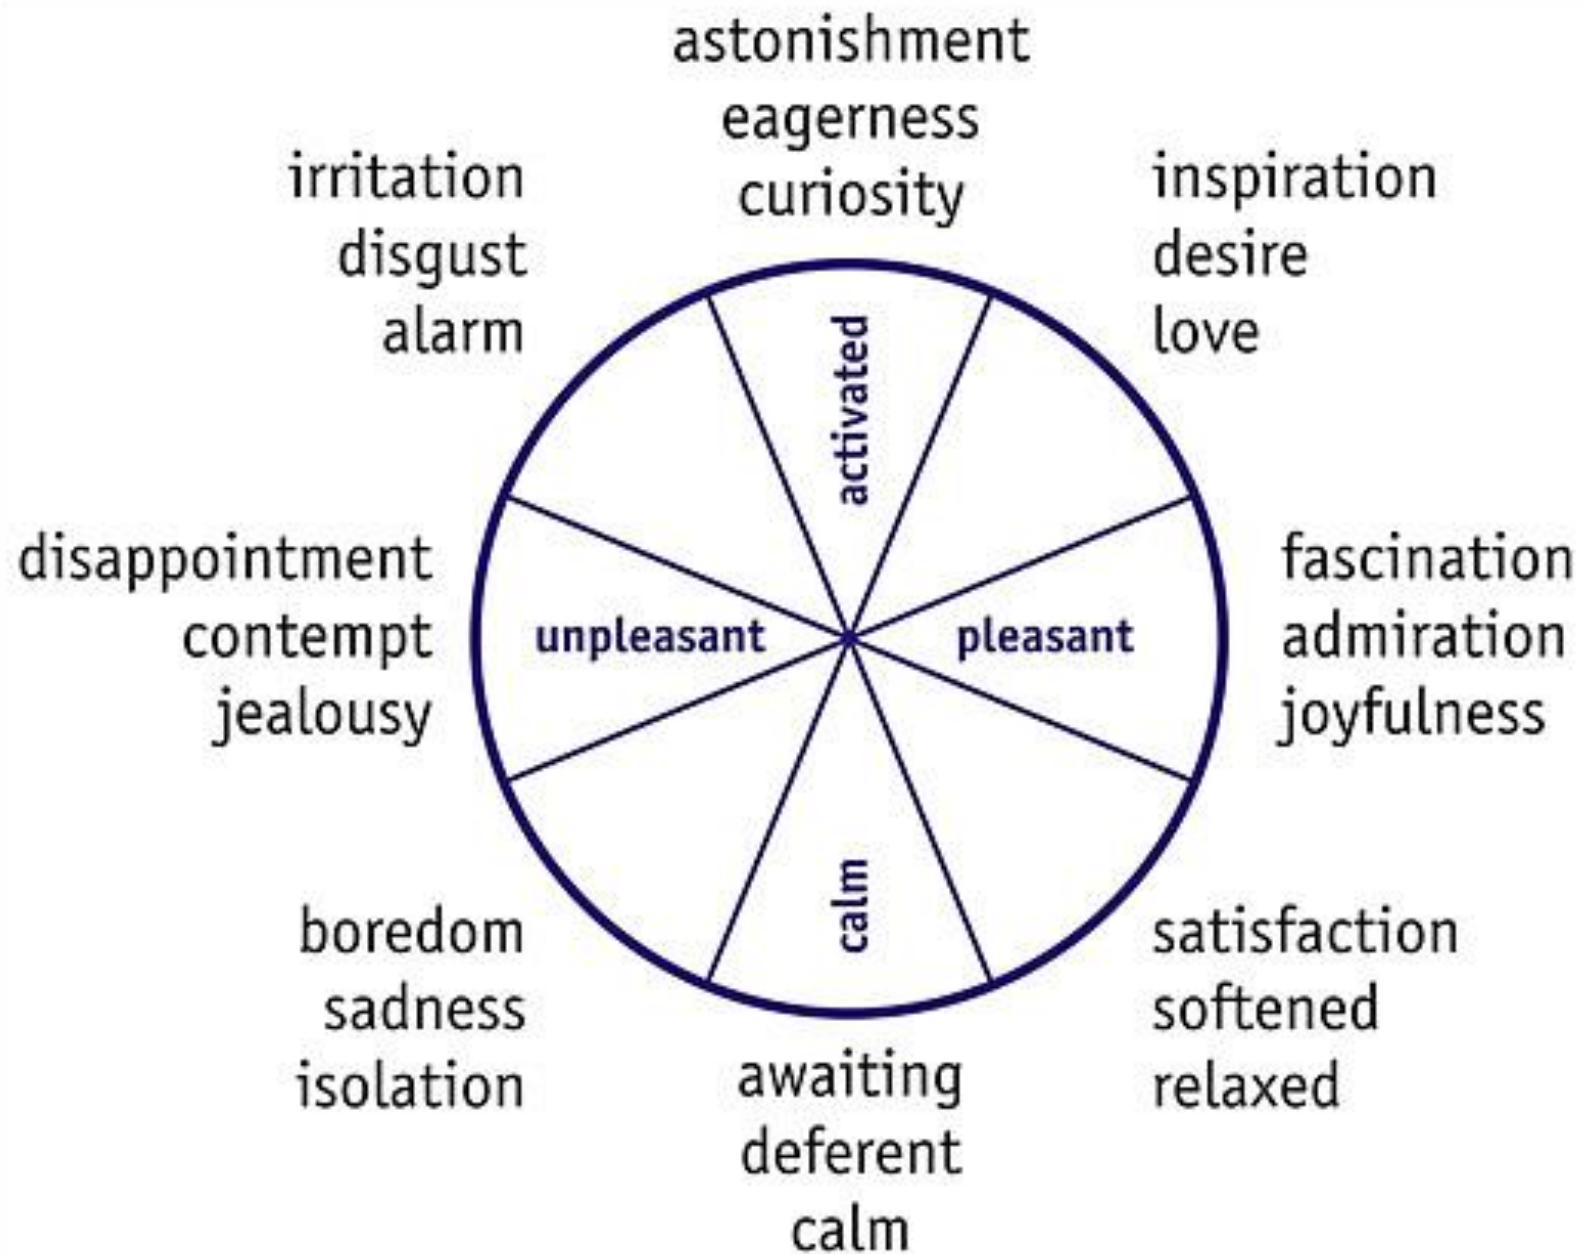 astonishment
eagerness
curiosity
irritation
disgust
alarm
inspiration
desire
love
activated
disappointment
contempt
jealousy
unpleasant
pleasant
fascination
admiration
joyfulness
calm
boredom
sadness
isolation
awaiting
deferent
calm
satisfaction
softened
relaxed